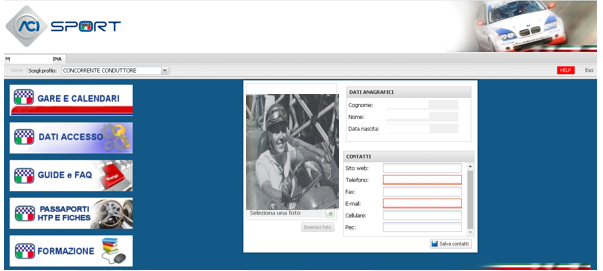 ACI SPORT
M INA
Home Scegli profilo: CONCORRENTE CONDUTTORE HELP Esci
GARE E CALENDARI
DATI ACCESSO
GUIDE e FAQ
PASSAPORTI
HTP E FICHES
FORMAZIONE
Seleziona una foto
Inserisci foto
DATI ANAGRAFICI
Cognome:
Nome:
Data nascita:
CONTATTI
Sito web:
Telefono:
Fax:
E-mail:
Cellulare:
Pec:
Salva contatti